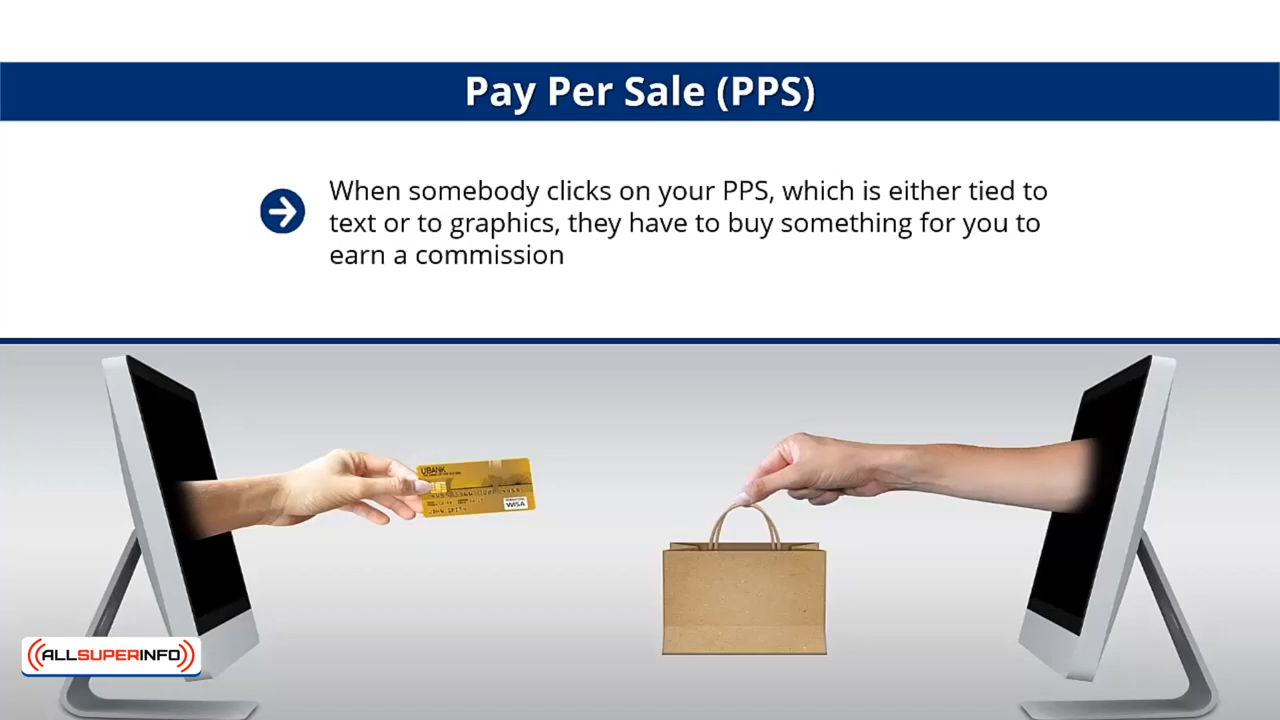 Pay Per Sale (PPS)
When somebody clicks on your PPS, which is either tied to
text or to graphics, they have to buy something for you to
earn a commission
UBANK
VISA
ALLSUPERINFO